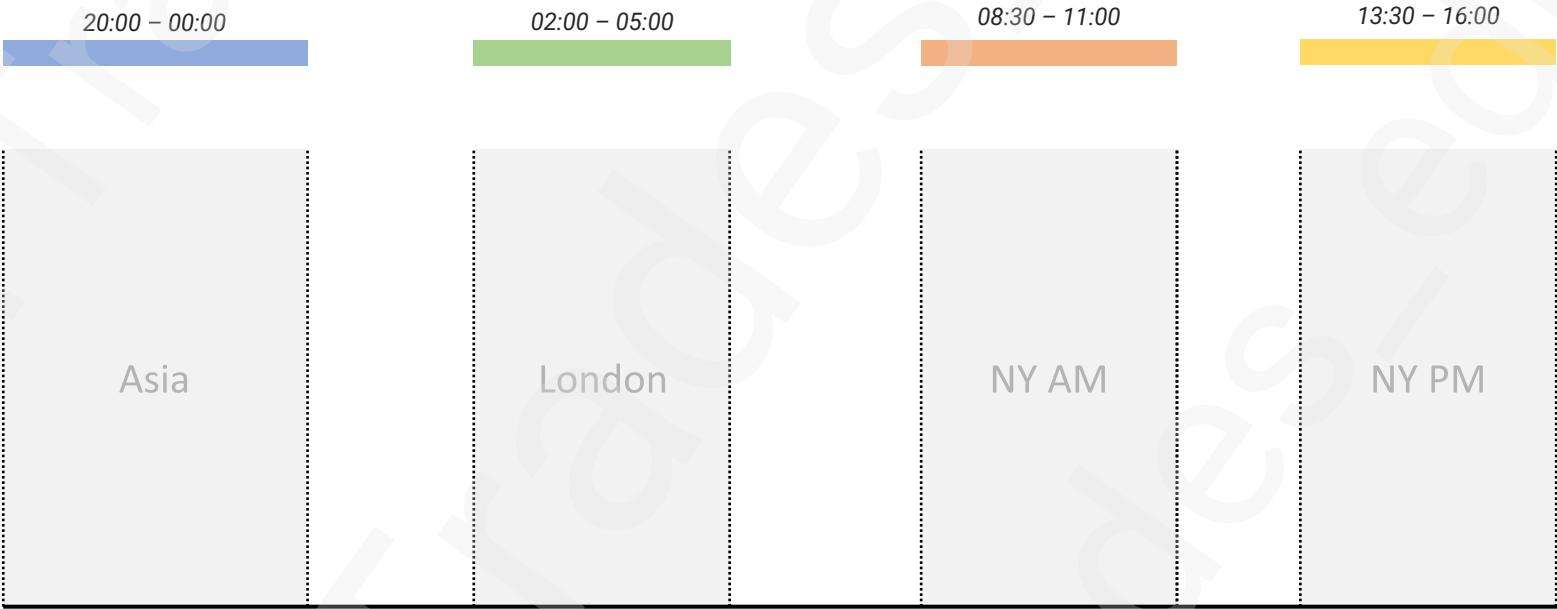 20:00 – 00:00
02:00 – 05:00
08:30 – 11:00
13:30 – 16:00
Asia
London
NY AM
NY PM